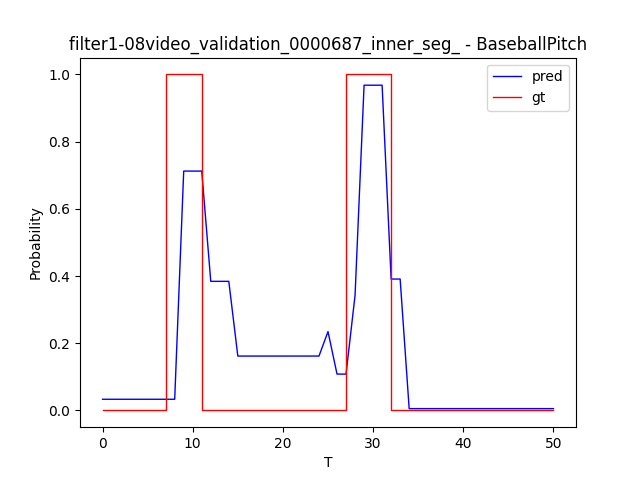 filter1-08video_validation_0000687_inner_seg_ - BaseballPitch
pred
gt
1.0
0.8
0.6
0.4
0.2
0.0
Probability
0
10
20
30
40
50
T